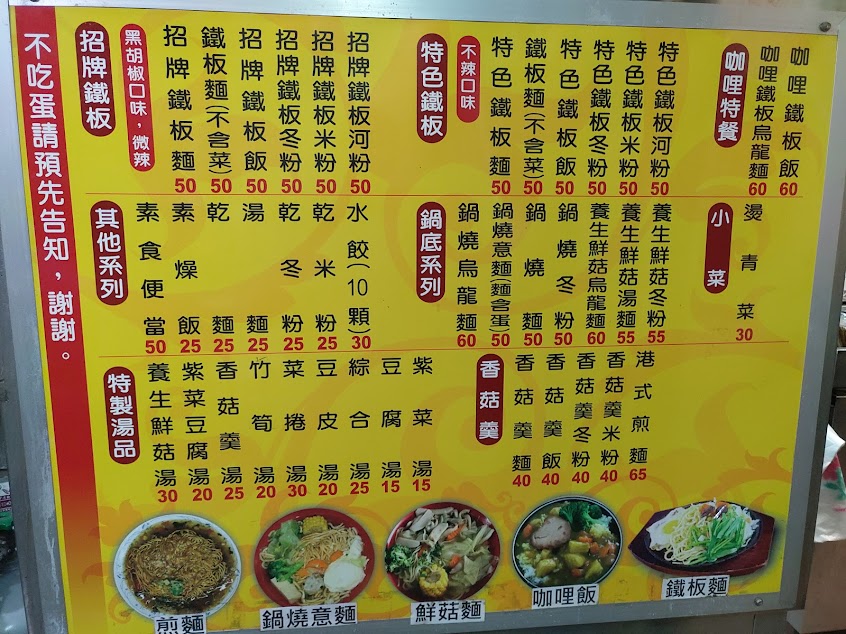 不吃蛋請預先告知，謝謝。
招牌鐵板
黑胡椒口味，微辣
招牌鐵板麵 50
鐵板麵(不含菜) 50
招牌鐵板飯 50
招牌鐵板冬粉 50
招牌鐵板米粉 50
招牌鐵板河粉 50
特色鐵板
不辣口味
特色鐵板麵 50
鐵板麵(不含菜) 50
特色鐵板飯 50
特色鐵板冬粉 50
特色鐵板米粉 50
特色鐵板河粉 50
咖哩特餐
咖哩鐵板烏龍麵 60
咖哩鐵板飯 60
其他系列
素食便當 50
素燥飯 25
乾麵 25
湯麵 25
乾冬粉 25
乾米粉 25
水餃(10顆) 30
鍋底系列
鍋燒烏龍麵 60
鍋燒意麵(麵含蛋) 50
鍋燒麵 50
鍋燒冬粉 50
養生鮮菇烏龍麵 60
養生鮮菇湯麵 55
養生鮮菇冬粉 55
小菜
燙青菜 30
特製湯品
養生鮮菇湯 30
紫菜豆腐湯 20
香菇羹湯 25
竹筍湯 20
菜捲湯 30
豆皮湯 20
綜合湯 25
豆腐湯 15
紫菜湯 15
香菇羹
香菇羹麵 40
香菇羹飯 40
香菇羹冬粉 40
香菇羹米粉 40
港式煎麵 65
煎麵
鍋燒意麵
鮮菇麵
咖哩飯
鐵板麵